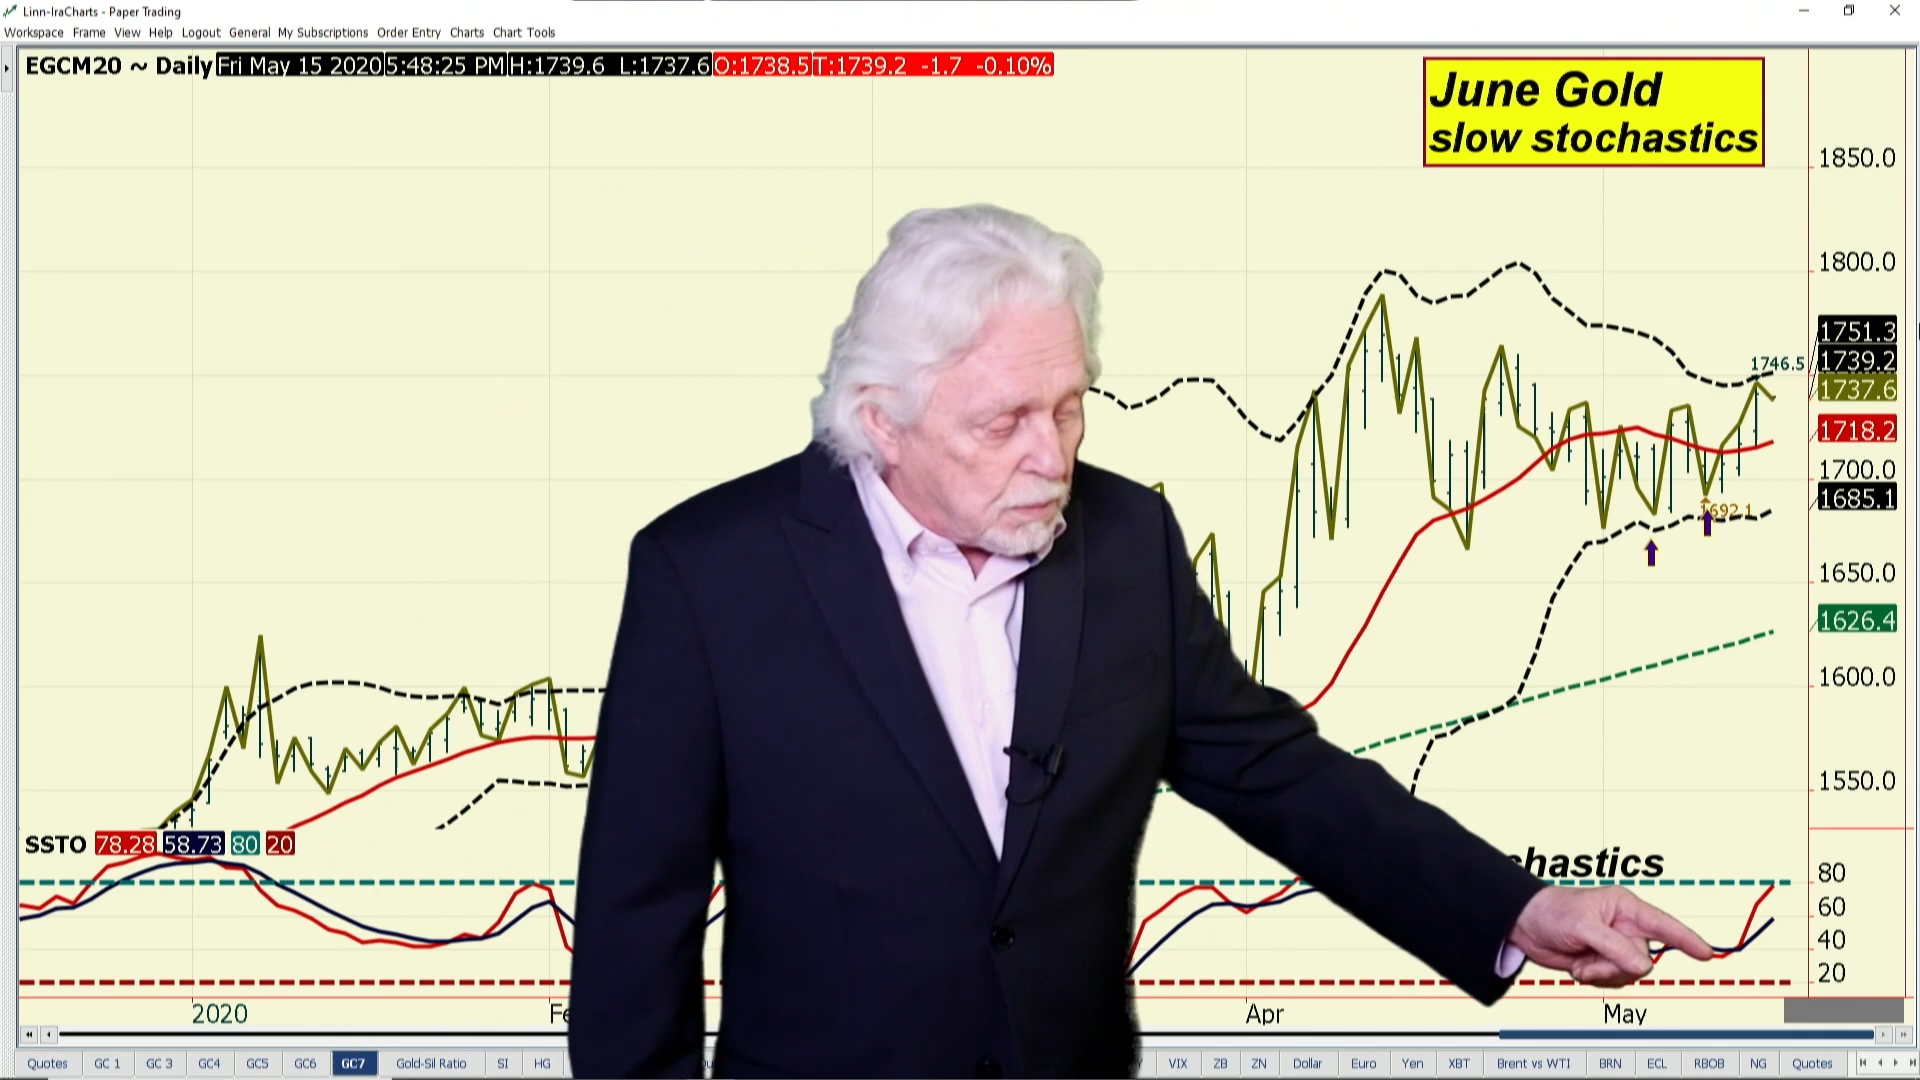 Linn-IraCharts - Paper Trading
Workspace Frame View Help Logout General My Subscriptions Order Entry Charts Chart Tools
EGCM20 ~ Daily Fri May 15 2020 5:48:25 PM H:1739.6 L:1737.6 O:1738.5 T:1739.2 -1.7 -0.10%
June Gold
slow stochastics
1850.0
1800.0
1751.3
1746.5
1739.2
1737.6
1718.2
1700.0
1685.1
1692.1
1650.0
1626.4
1600.0
1550.0
SSTO 78.28 58.73 80 20
hastics
80
60
40
20
2020 Fe Apr May
Quotes GC 1 GC 3 GC4 GC5 GC6 GC7 Gold-Sil Ratio SI HG VIX ZB ZN Dollar Euro Yen XBT Brent vs WTI BRN ECL RBOB NG Quotes